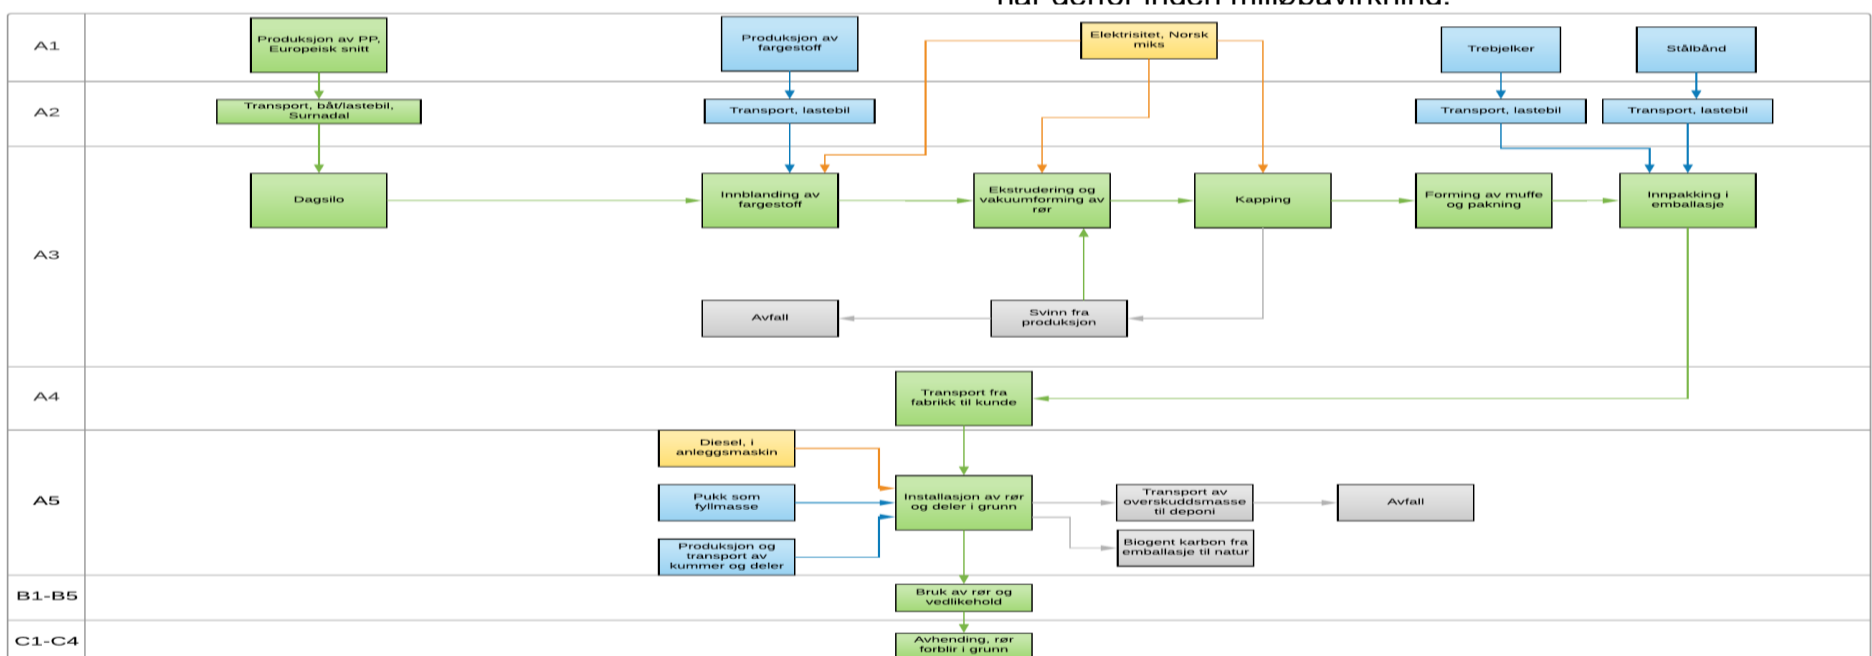 har derfor ingen miljøpåvirkning.
A1
Produksjon av PP,
Europeisk snitt
Produksjon av
fargestoff
Elektrisitet, Norsk
miks
Trebjelker
Stålbånd
A2
Transport, båt/lastebil,
Surnadal
Transport, lastebil
Transport, lastebil
Transport, lastebil
A3
Dagsilo
Innblanding av
fargestoff
Ekstrudering og
vakuumforming av
rør
Kapping
Forming av muffe
og pakning
Innpakking i
emballasje
Avfall
Svinn fra
produksjon
A4
Transport fra
fabrikk til kunde
A5
Diesel, i
anleggsmaskin
Pukk som
fyllmasse
Produksjon og
transport av
kummer og deler
Installasjon av rør
og deler i grunn
Transport av
overskuddsmasse
til deponi
Avfall
Biogent karbon fra
emballasje til natur
B1-B5
Bruk av rør og
vedlikehold
C1-C4
Avhending, rør
forblir i grunn